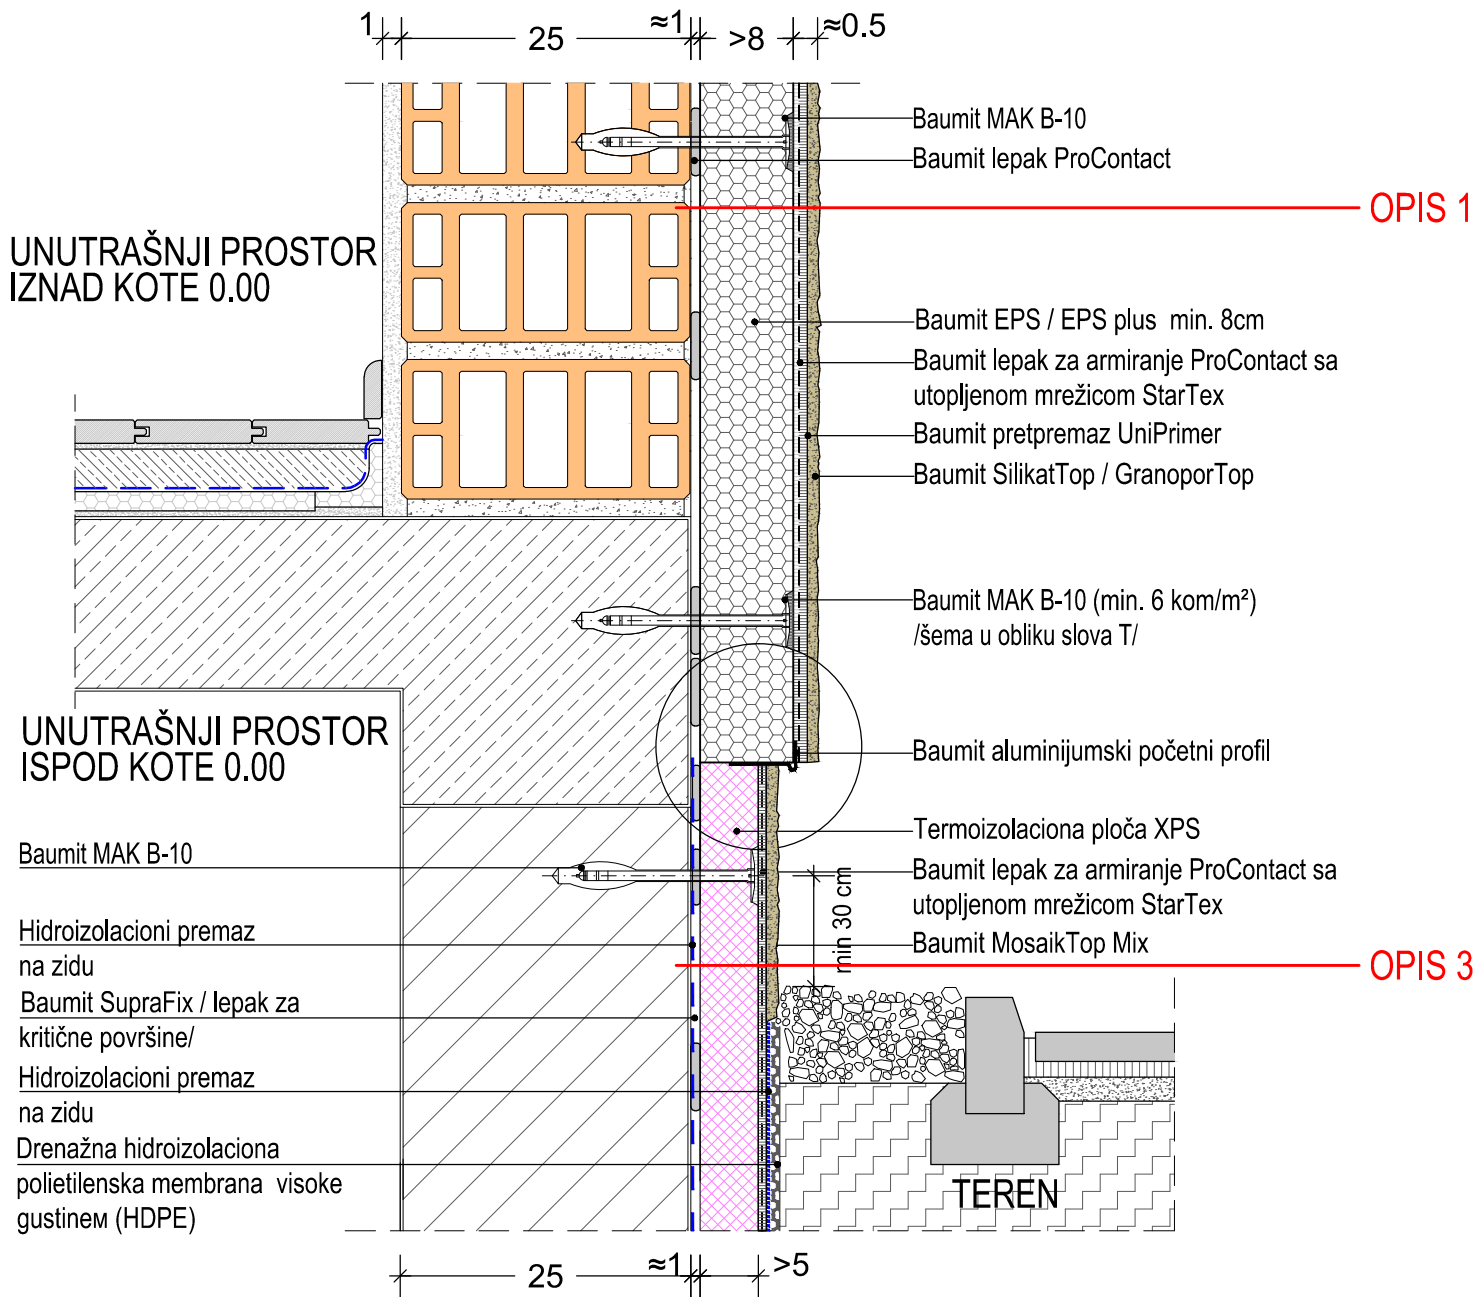 1
25
≈1
>8
≈0.5
Baumit MAK B-10
Baumit lepak ProContact
OPIS 1
UNUTRAŠNJI PROSTOR
IZNAD KOTE 0.00
Baumit EPS / EPS plus min. 8cm
Baumit lepak za armiranje ProContact sa
utopljenom mrežicom StarTex
Baumit pretpremaz UniPrimer
Baumit SilikatTop / GranoporTop
Baumit MAK B-10 (min. 6 kom/m²)
/šema u obliku slova T/
UNUTRAŠNJI PROSTOR
ISPOD KOTE 0.00
Baumit aluminijumski početni profil
Termoizolaciona ploča XPS
Baumit MAK B-10
Baumit lepak za armiranje ProContact sa
utopljenom mrežicom StarTex
min 30 cm
Baumit MosaikTop Mix
OPIS 3
Hidroizolacioni premaz
na zidu
Baumit SupraFix / lepak za
kritične površine/
Hidroizolacioni premaz
na zidu
Drenažna hidroizolaciona
polietilenska membrana visoke
gustineм (HDPE)
TEREN
25
≈1
>5